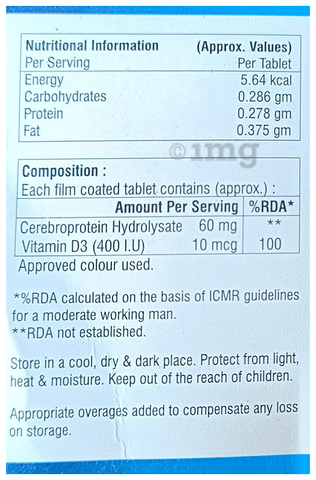 Nutritional Information (Approx. Values)
Per Serving Per Tablet
Energy 5.64 kcal
Carbohydrates 0.286 gm
Protein 0.278 gm
Fat 0.375 gm
©1mg
Composition :
Each film coated tablet contains (approx.) :
Amount Per Serving %RDA*
Cerebroprotein Hydrolysate 60 mg **
Vitamin D3 (400 I.U) 10 mcg 100
Approved colour used.
*%RDA calculated on the basis of ICMR guidelines
for a moderate working man.
**RDA not established.
Store in a cool, dry & dark place. Protect from light,
heat & moisture. Keep out of the reach of children.
Appropriate overages added to compensate any loss
on storage.